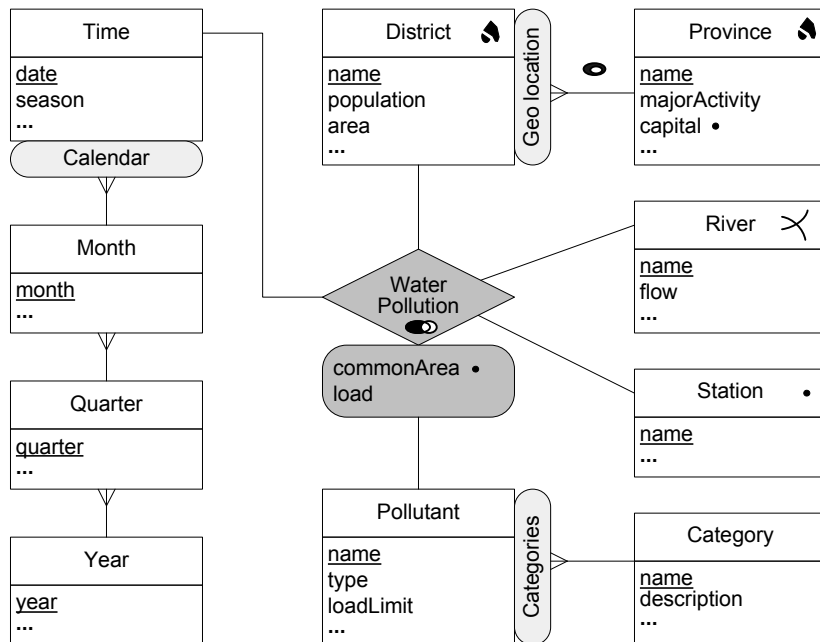 Time
date
season
...
Calendar
Month
month
...
Quarter
quarter
...
Year
year
...
District
name
population
area
...
Geo location
Province
name
majorActivity
capital
...
River
name
flow
...
Water
Pollution
commonArea
load
Station
name
...
Pollutant
name
type
loadLimit
...
Categories
Category
name
description
...